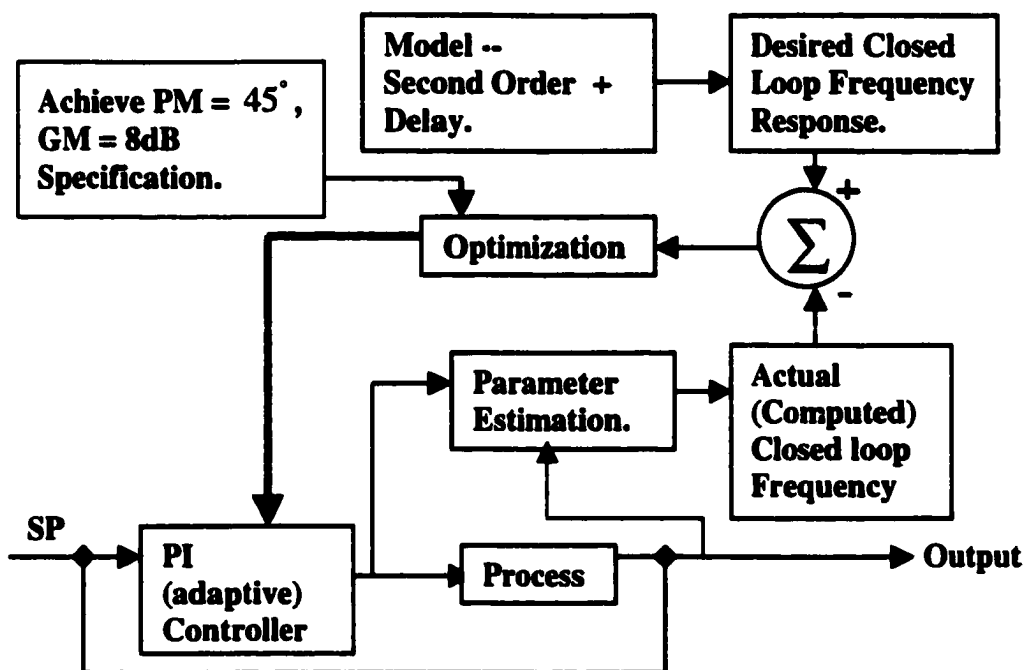 Model --
Second Order +
Delay.
Desired Closed
Loop Frequency
Response.
Achieve PM = 45°,
GM = 8dB
Specification.
+
Optimization
Σ
-
Parameter
Estimation.
Actual
(Computed)
Closed loop
Frequency
SP
PI
(adaptive)
Controller
Process
Output